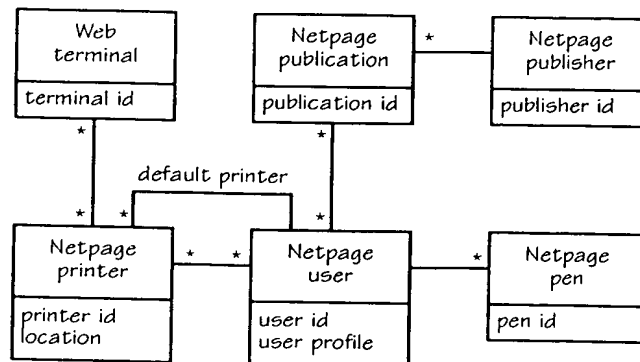 Web
terminal
terminal id
Netpage
publication
publication id
*
Netpage
publisher
publisher id
*
*
default printer
*
*
*
Netpage
printer
printer id
location
*
*
Netpage
user
user id
user profile
*
Netpage
pen
pen id